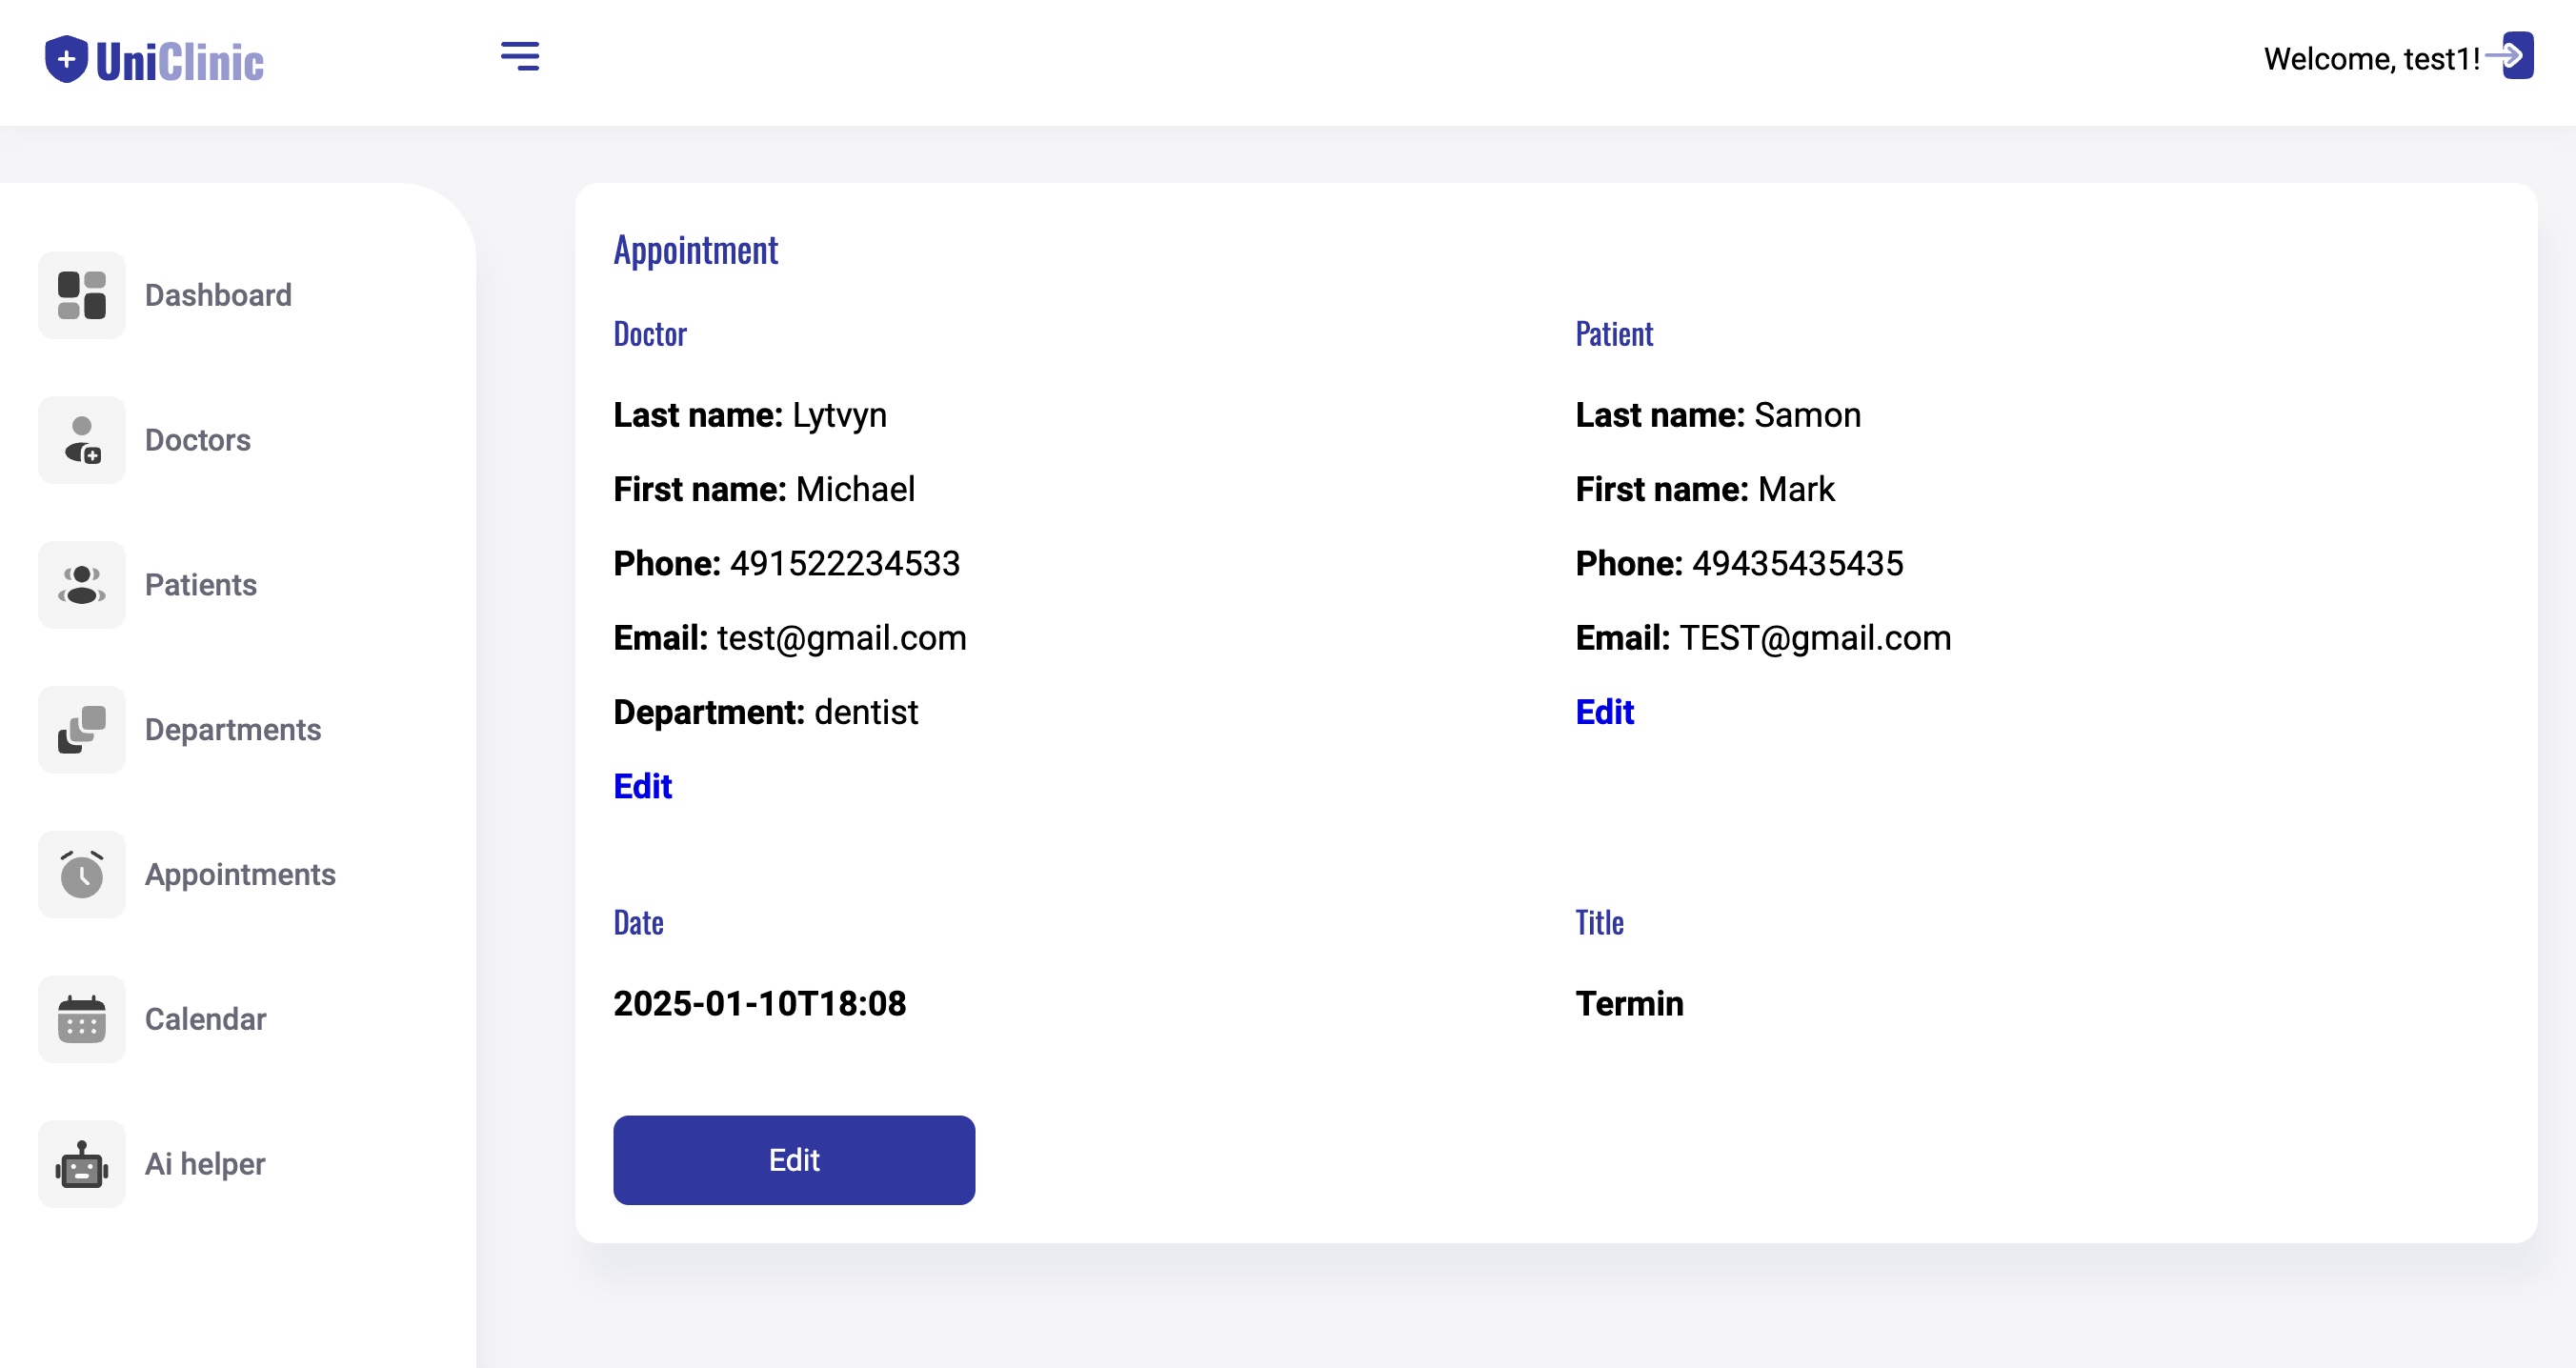 UniClinic
Welcome, test1!
Dashboard
Doctors
Patients
Departments
Appointments
Calendar
Ai helper
Appointment
Doctor
Last name: Lytvyn
First name: Michael
Phone: 491522234533
Email: test@gmail.com
Department: dentist
Edit
Patient
Last name: Samon
First name: Mark
Phone: 49435435435
Email: TEST@gmail.com
Edit
Date
2025-01-10T18:08
Title
Termin
Edit